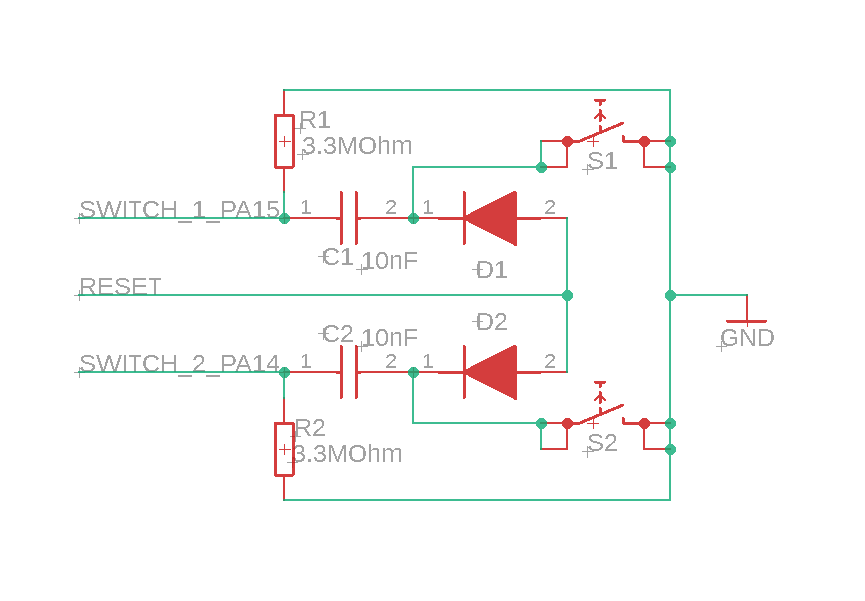 R1
3.3MOhm
S1
SWITCH_1_PA15
1
2
1
2
C1
10nF
D1
RESET
GND
C2
10nF
D2
SWITCH_2_PA14
1
2
1
2
R2
3.3MOhm
S2